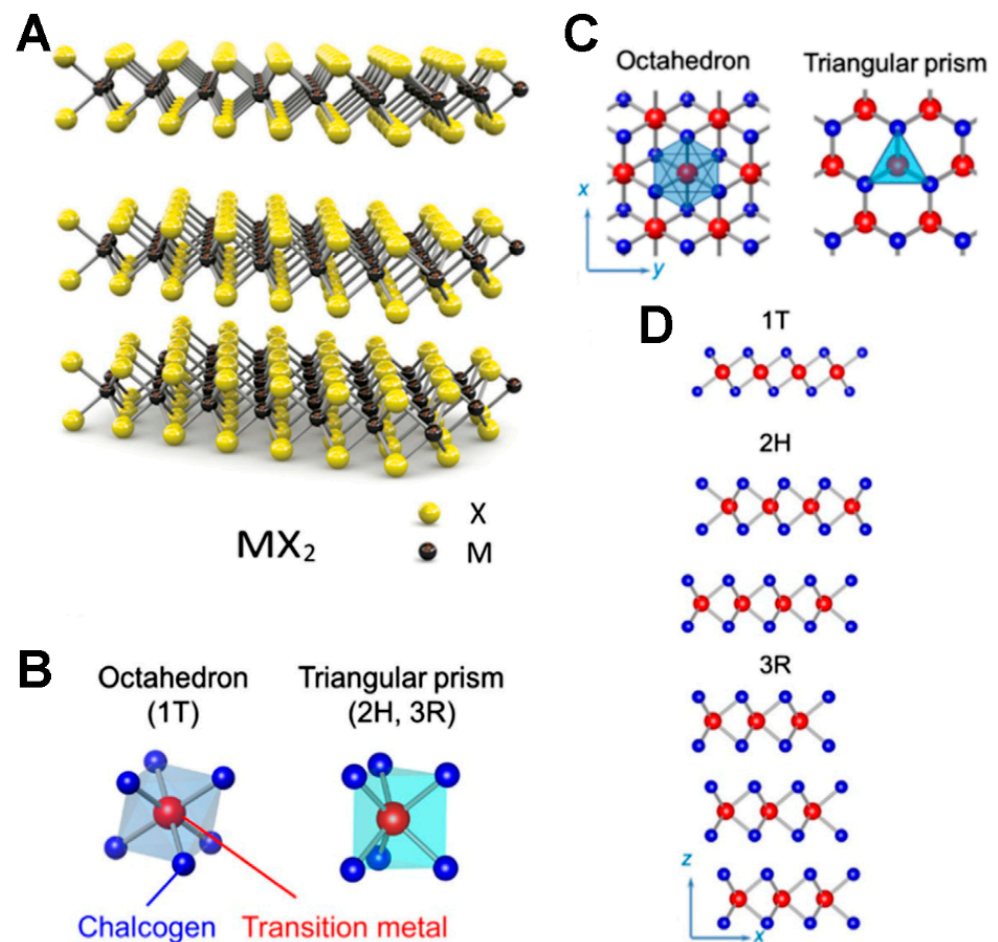 A
X
M
MX₂
B
Octahedron
(1T)
Triangular prism
(2H, 3R)
Chalcogen
Transition metal
C
Octahedron
Triangular prism
x
y
D
1T
2H
3R
z
x